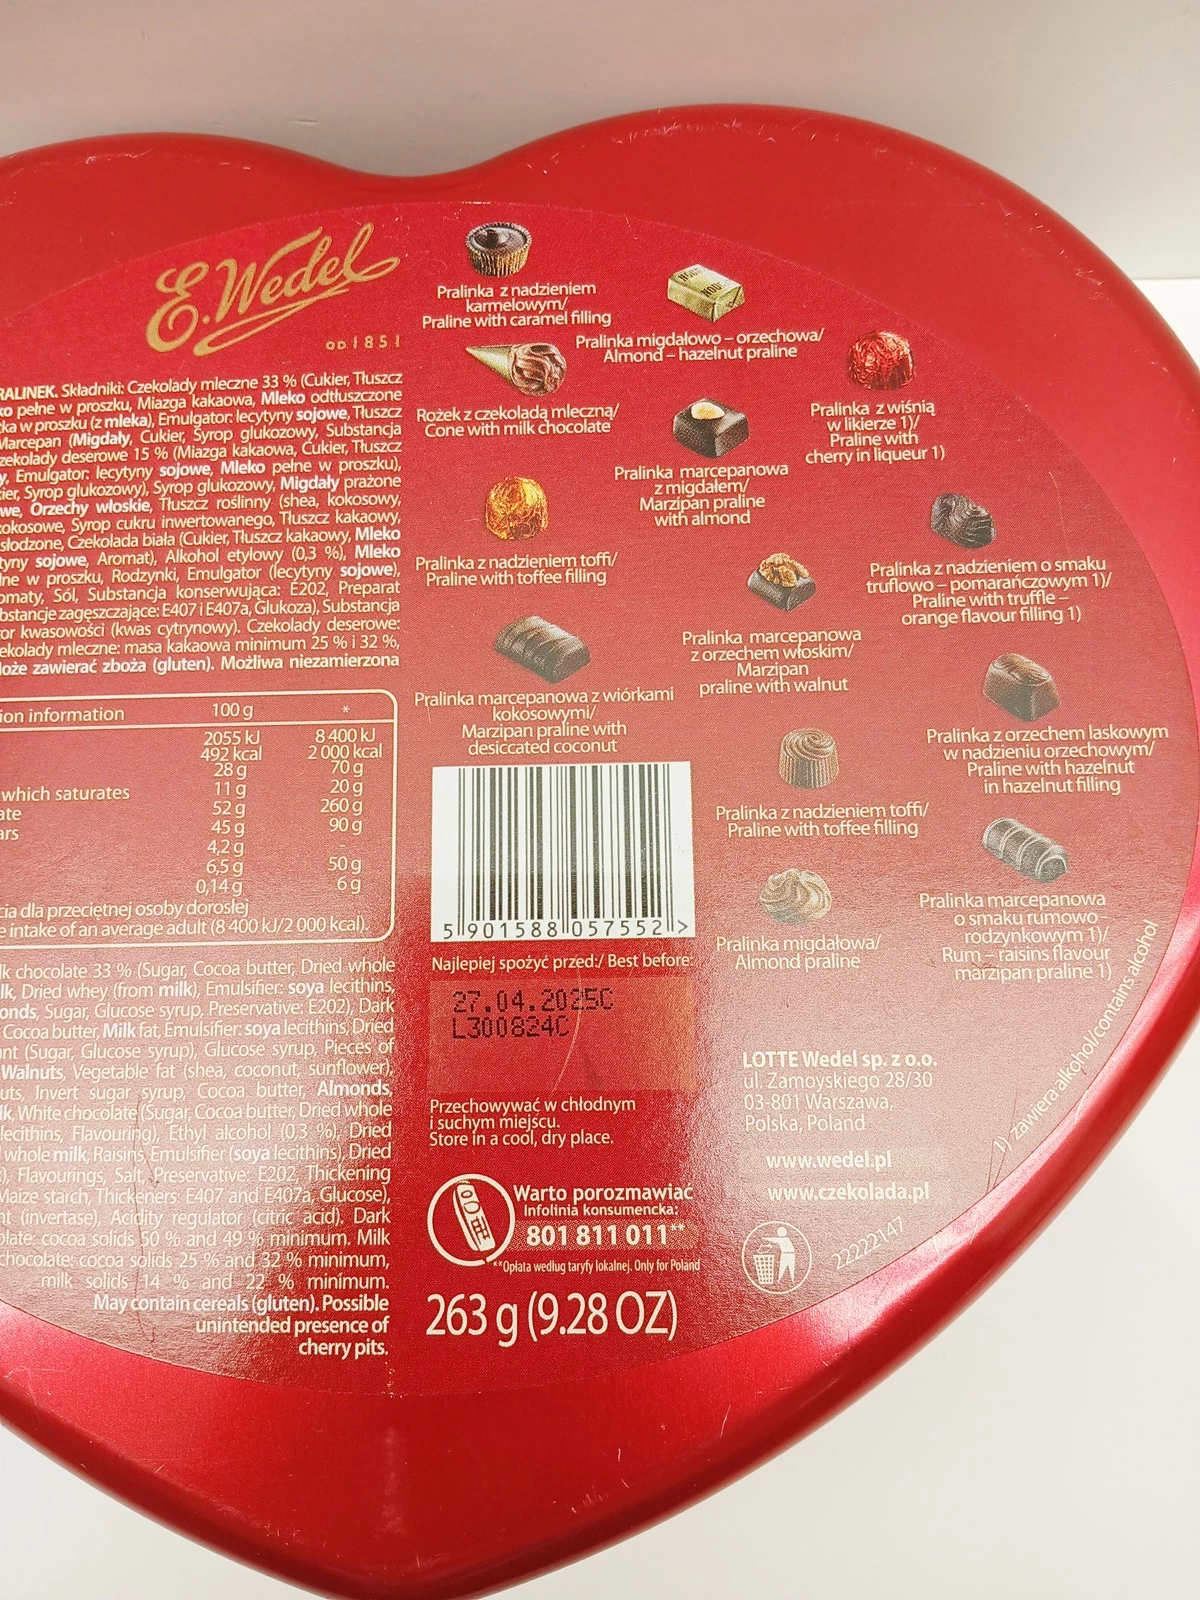 E.Wedel
OD 1851
RALINEK. Składniki: Czekolady mleczne 33 % (Cukier, Tłuszcz
ko pełne w proszku, Miazga kakaowa, Mleko odtłuszczone
ka w proszku (z mleka), Emulgator: lecytyny sojowe, Tłuszcz
Marcepan (Migdały, Cukier, Syrop glukozowy, Substancja
zekolady deserowe 15 % (Miazga kakaowa, Cukier, Tłuszcz
y, Emulgator: lecytyny sojowe, Mleko pełne w proszku),
ier, Syrop glukozowy), Syrop glukozowy, Migdały prażone
we, Orzechy włoskie, Tłuszcz roślinny (shea, kokosowy,
okosowe, Syrop cukru inwertowanego, Tłuszcz kakaowy,
słodzone, Czekolada biała (Cukier, Tłuszcz kakaowy, Mleko
tyny sojowe, Aromat), Alkohol etylowy (0,3 %), Mleko
ne w proszku, Rodzynki, Emulgator (lecytyny sojowe),
omaty, Sól, Substancja konserwująca: E202, Preparat
bstancje zagęszczające: E407 i E407a, Glukoza), Substancja
or kwasowości (kwas cytrynowy). Czekolady deserowe:
ekolady mleczne: masa kakaowa minimum 25 % i 32 %,
oże zawierać zboża (gluten). Możliwa niezamierzona
ion information 100 g *
2055 kJ 8 400 kJ
492 kcal 2 000 kcal
28 g 70 g
which saturates 11 g 20 g
ate 52 g 260 g
ars 45 g 90 g
4,2 g -
6,5 g 50 g
0,14 g 6 g
cia dla przeciętnej osoby dorosłej
e intake of an average adult (8 400 kJ/2 000 kcal).
lk chocolate 33 % (Sugar, Cocoa butter, Dried whole
lk, Dried whey (from milk), Emulsifier: soya lecithins,
onds, Sugar, Glucose syrup, Preservative: E202), Dark
Cocoa butter, Milk fat, Emulsifier: soya lecithins, Dried
nt (Sugar, Glucose syrup), Glucose syrup, Pieces of
Walnuts, Vegetable fat (shea, coconut, sunflower),
uts, Invert sugar syrup, Cocoa butter, Almonds,
lk, White chocolate (Sugar, Cocoa butter, Dried whole
lecithins, Flavouring), Ethyl alcohol (0,3 %), Dried
whole milk, Raisins, Emulsifier (soya lecithins), Dried
), Flavourings, Salt, Preservative: E202, Thickening
Maize starch, Thickeners: E407 and E407a, Glucose),
nt (invertase), Acidity regulator (citric acid). Dark
olate: cocoa solids 50 % and 49 % minimum. Milk
chocolate: cocoa solids 25 % and 32 % minimum,
milk solids 14 % and 22 % minimum.
May contain cereals (gluten). Possible
unintended presence of
cherry pits.
Pralinka z nadzieniem
karmelowym/
Praline with caramel filling
Pralinka migdałowo – orzechowa/
Almond – hazelnut praline
Rożek z czekoladą mleczną/
Cone with milk chocolate
Pralinka z wiśnią
w likierze 1)/
Praline with
cherry in liqueur 1)
Pralinka marcepanowa
z migdałem/
Marzipan praline
with almond
Pralinka z nadzieniem toffi/
Praline with toffee filling
Pralinka z nadzieniem o smaku
truflowo – pomarańczowym 1)/
Praline with truffle –
orange flavour filling 1)
Pralinka marcepanowa
z orzechem włoskim/
Marzipan
praline with walnut
Pralinka marcepanowa z wiórkami
kokosowymi/
Marzipan praline with
desiccated coconut
Pralinka z orzechem laskowym
w nadzieniu orzechowym/
Praline with hazelnut
in hazelnut filling
Pralinka z nadzieniem toffi/
Praline with toffee filling
Pralinka migdałowa/
Almond praline
Pralinka marcepanowa
o smaku rumowo-
rodzynkowym 1)/
Rum – raisins flavour
marzipan praline 1)
1) zawiera alkohol/contains alcohol
5 901588 057552 >
Najlepiej spożyć przed:/ Best before:
27.04.2025C
L300824C
Przechowywać w chłodnym
i suchym miejscu.
Store in a cool, dry place.
Warto porozmawiać
Infolinia konsumencka:
801 811 011**
**Opłata według taryfy lokalnej. Only for Poland
263 g (9.28 OZ)
LOTTE Wedel sp. z o.o.
ul. Zamoyskiego 28/30
03-801 Warszawa,
Polska, Poland
www.wedel.pl
www.czekolada.pl
22222147